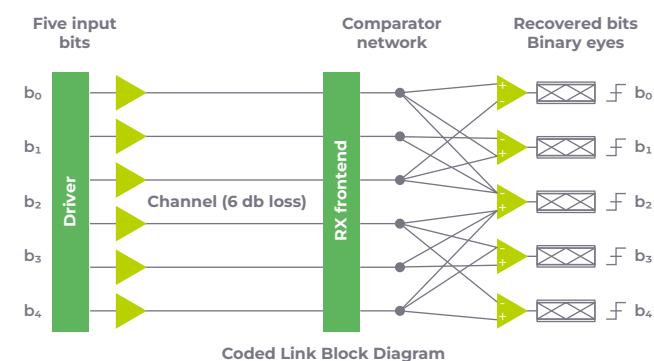 Five input
bits
Comparator
network
Recovered bits
Binary eyes
b₀
b₁
b₂
b₃
b₄
Driver
Channel (6 db loss)
RX frontend
+
-
-
+
-
+
-
+
-
+
b₀
b₁
b₂
b₃
b₄
Coded Link Block Diagram